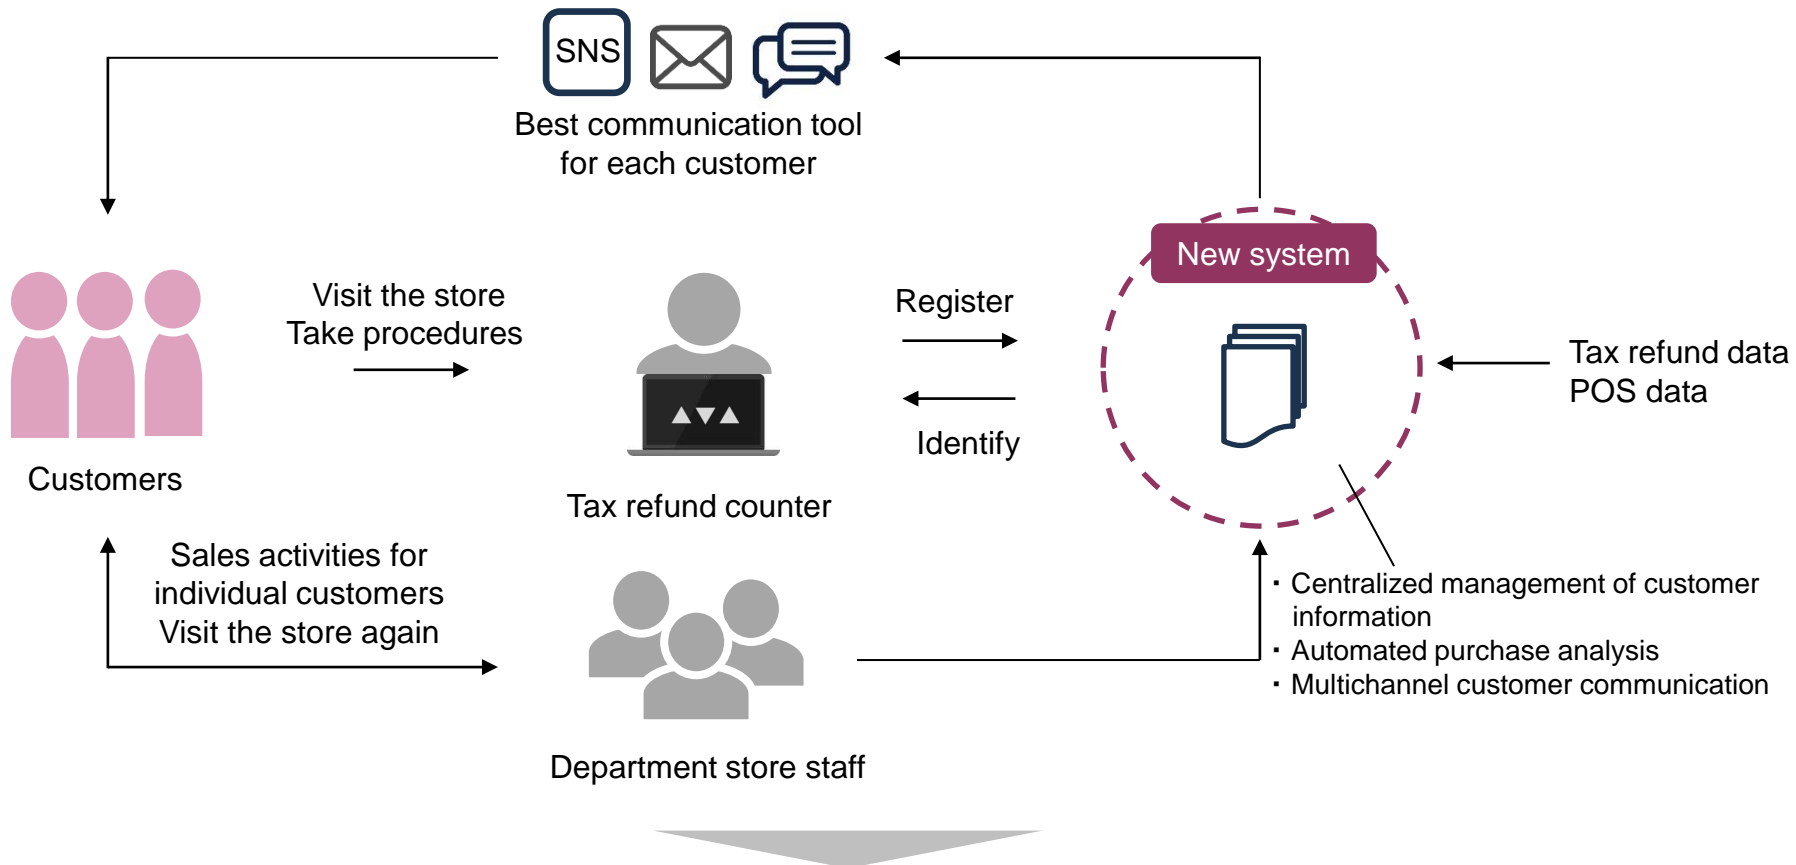 SNS
Best communication tool
for each customer
New system
Visit the store
Take procedures
Register
Tax refund data
POS data
Identify
Customers
Tax refund counter
Sales activities for
individual customers
Visit the store again
・Centralized management of customer
information
・Automated purchase analysis
・Multichannel customer communication
Department store staff